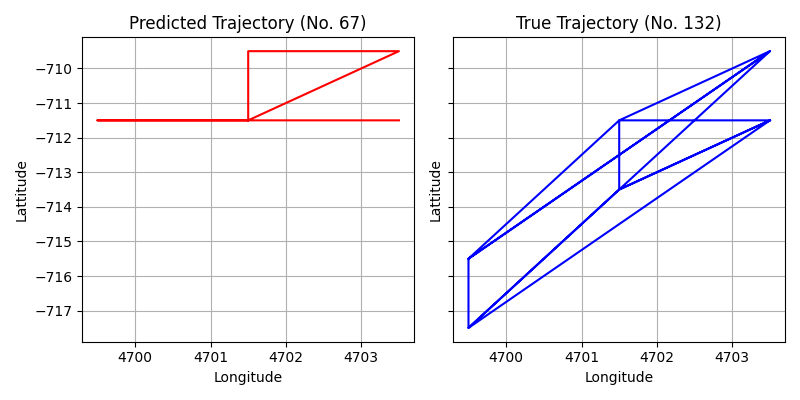 Predicted Trajectory (No. 67)
True Trajectory (No. 132)
−710
−711
−712
−713
−714
−715
−716
−717
Lattitude
Lattitude
4700 4701 4702 4703
4700 4701 4702 4703
Longitude
Longitude